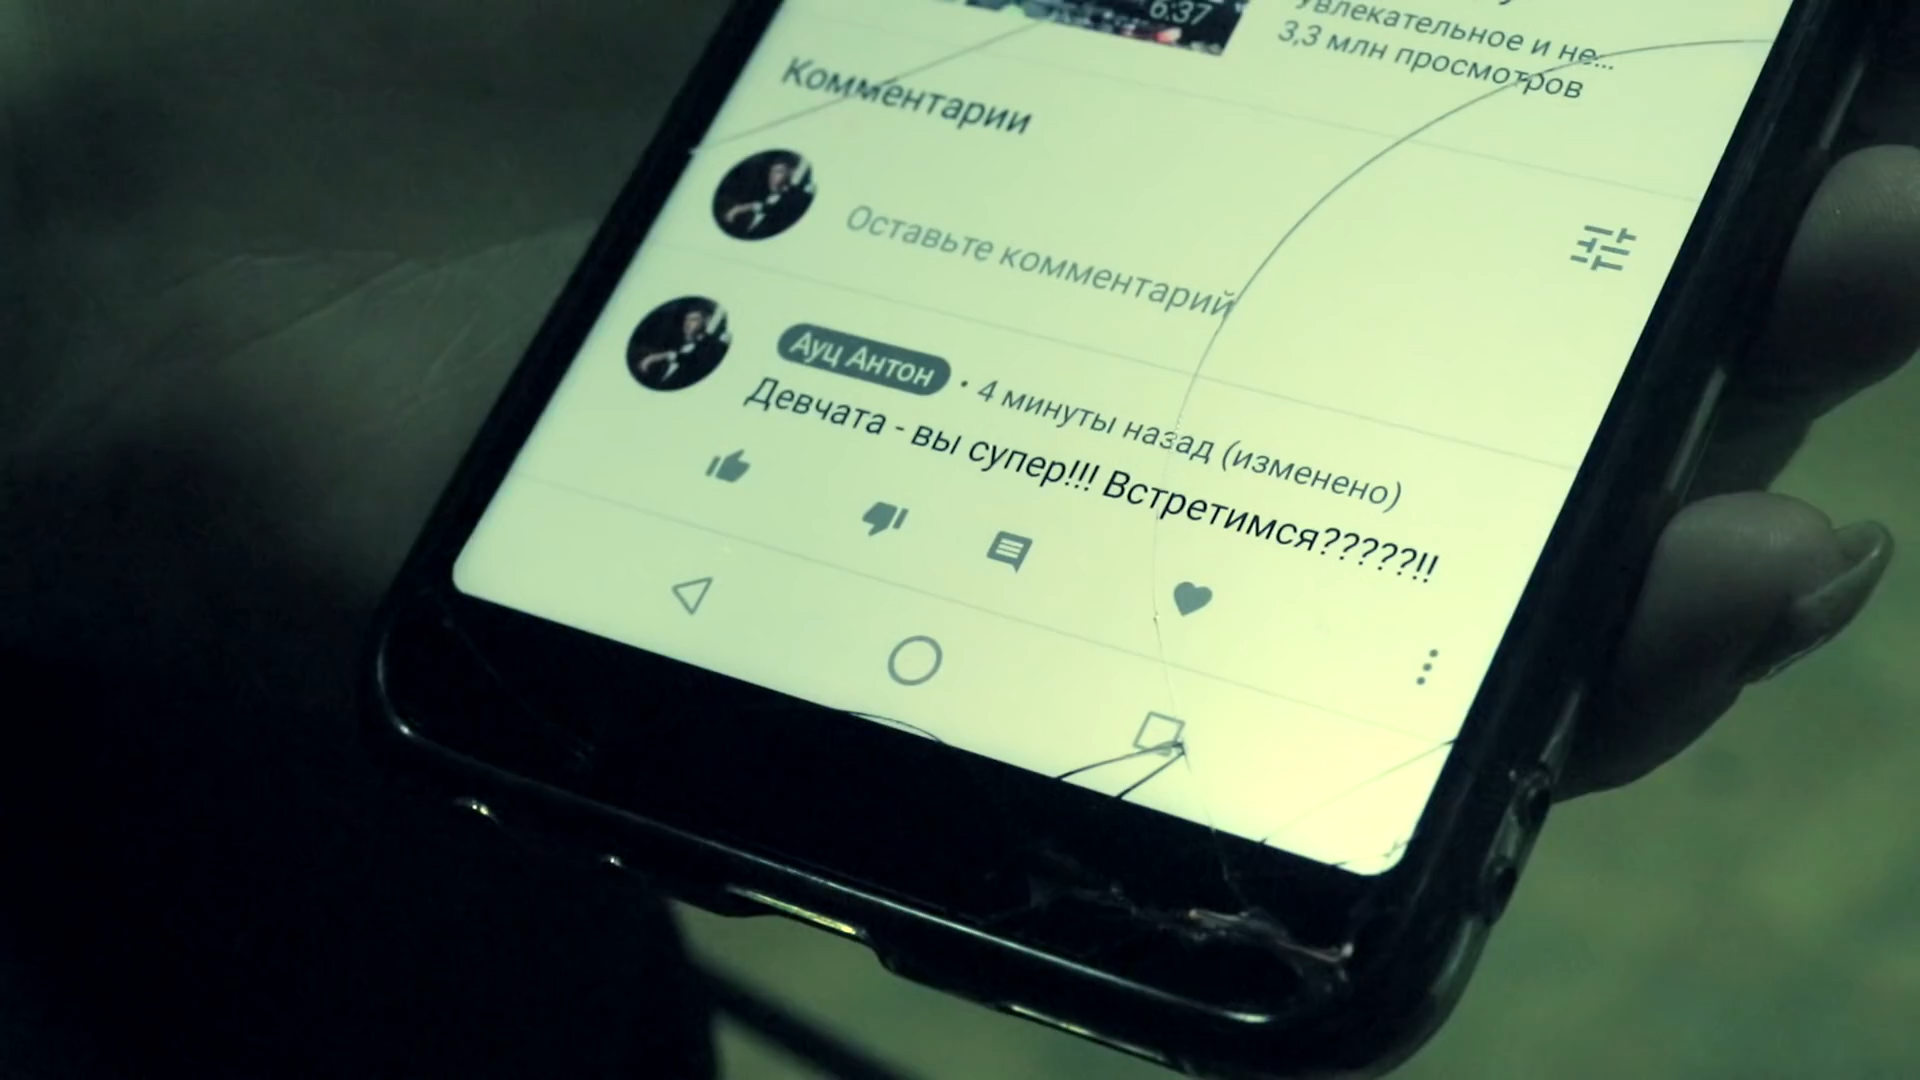 6:37
Увлекательное и не...
3,3 млн просмотров
Комментарии
Оставьте комментарий
Ауц Антон • 4 минуты назад (изменено)
Девчата - вы супер!!! Встретимся?????!!